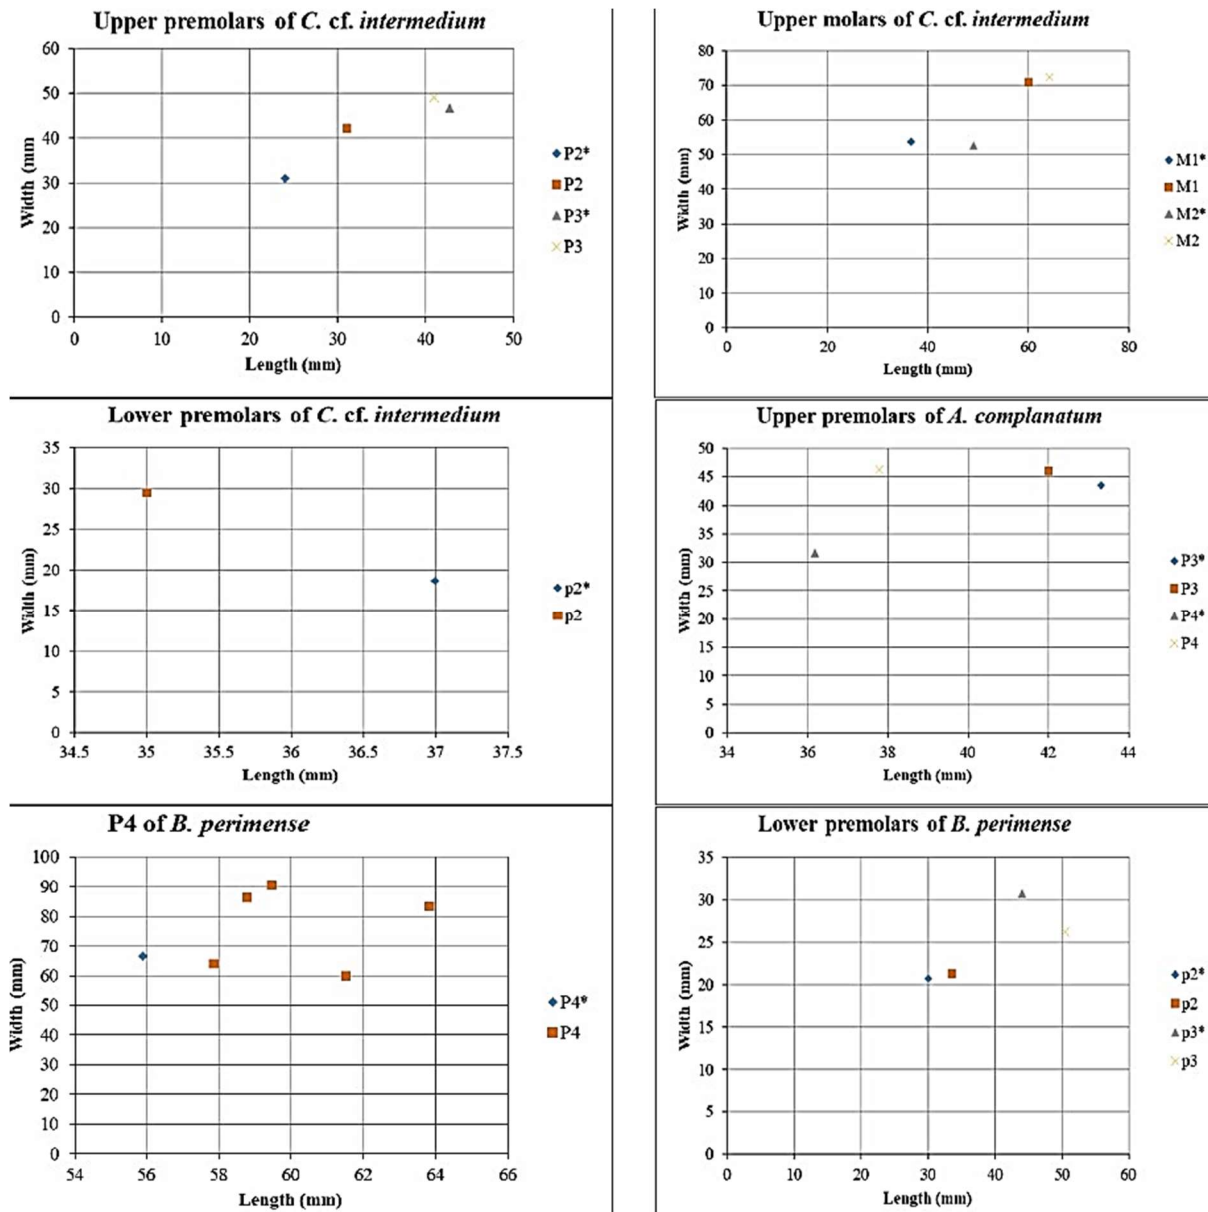 Upper premolars of C. cf. intermedium
60
50
40
30
20
10
0
Width (mm
0 10 20 30 40 50
Length (mm)
P2*
P2
P3*
P3
Upper molars of C. cf. intermedium
80
70
60
50
40
30
20
10
0
Width (mm)
0 20 40 60 80
Length (mm)
M1*
M1
M2*
M2
Lower premolars of C. cf. intermedium
35
30
25
20
15
10
5
0
Width (mm)
34.5 35 35.5 36 36.5 37 37.5
Length (mm)
p2*
p2
Upper premolars of A. complanatum
50
45
40
35
30
25
20
15
10
5
0
Width (mm)
34 36 38 40 42 44
Length (mm)
P3*
P3
P4*
P4
P4 of B. perimense
100
90
80
70
60
50
40
30
20
10
0
Width (mm)
54 56 58 60 62 64 66
Length (mm)
P4*
P4
Lower premolars of B. perimense
35
30
25
20
15
10
5
0
Width (mm)
0 10 20 30 40 50 60
Length (mm)
p2*
p2
p3*
p3